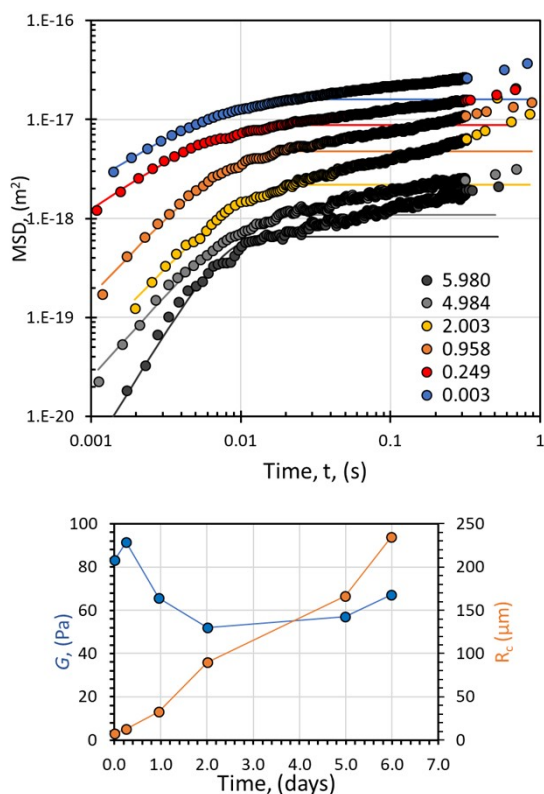 1.E-16
1.E-17
1.E-18
1.E-19
1.E-20
MSD, (m²)
5.980
4.984
2.003
0.958
0.249
0.003
0.001 0.01 0.1 1
Time, t, (s)
100 250
80 200
60 150
40 100
20 50
0 0
G, (Pa)
R_c (μm)
0.0 1.0 2.0 3.0 4.0 5.0 6.0 7.0
Time, (days)